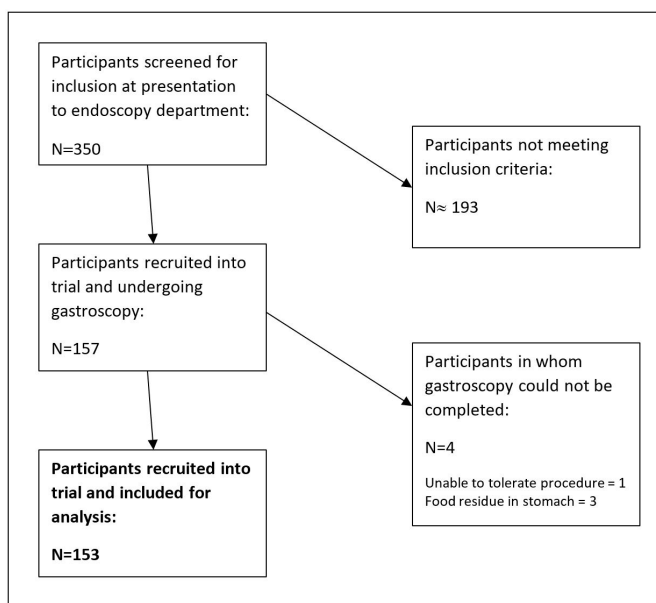 Participants screened for
inclusion at presentation
to endoscopy department:
N=350
Participants not meeting
inclusion criteria:
N≈ 193
Participants recruited into
trial and undergoing
gastroscopy:
N=157
Participants in whom
gastroscopy could not be
completed:
N=4
Unable to tolerate procedure = 1
Food residue in stomach = 3
Participants recruited into
trial and included for
analysis:
N=153